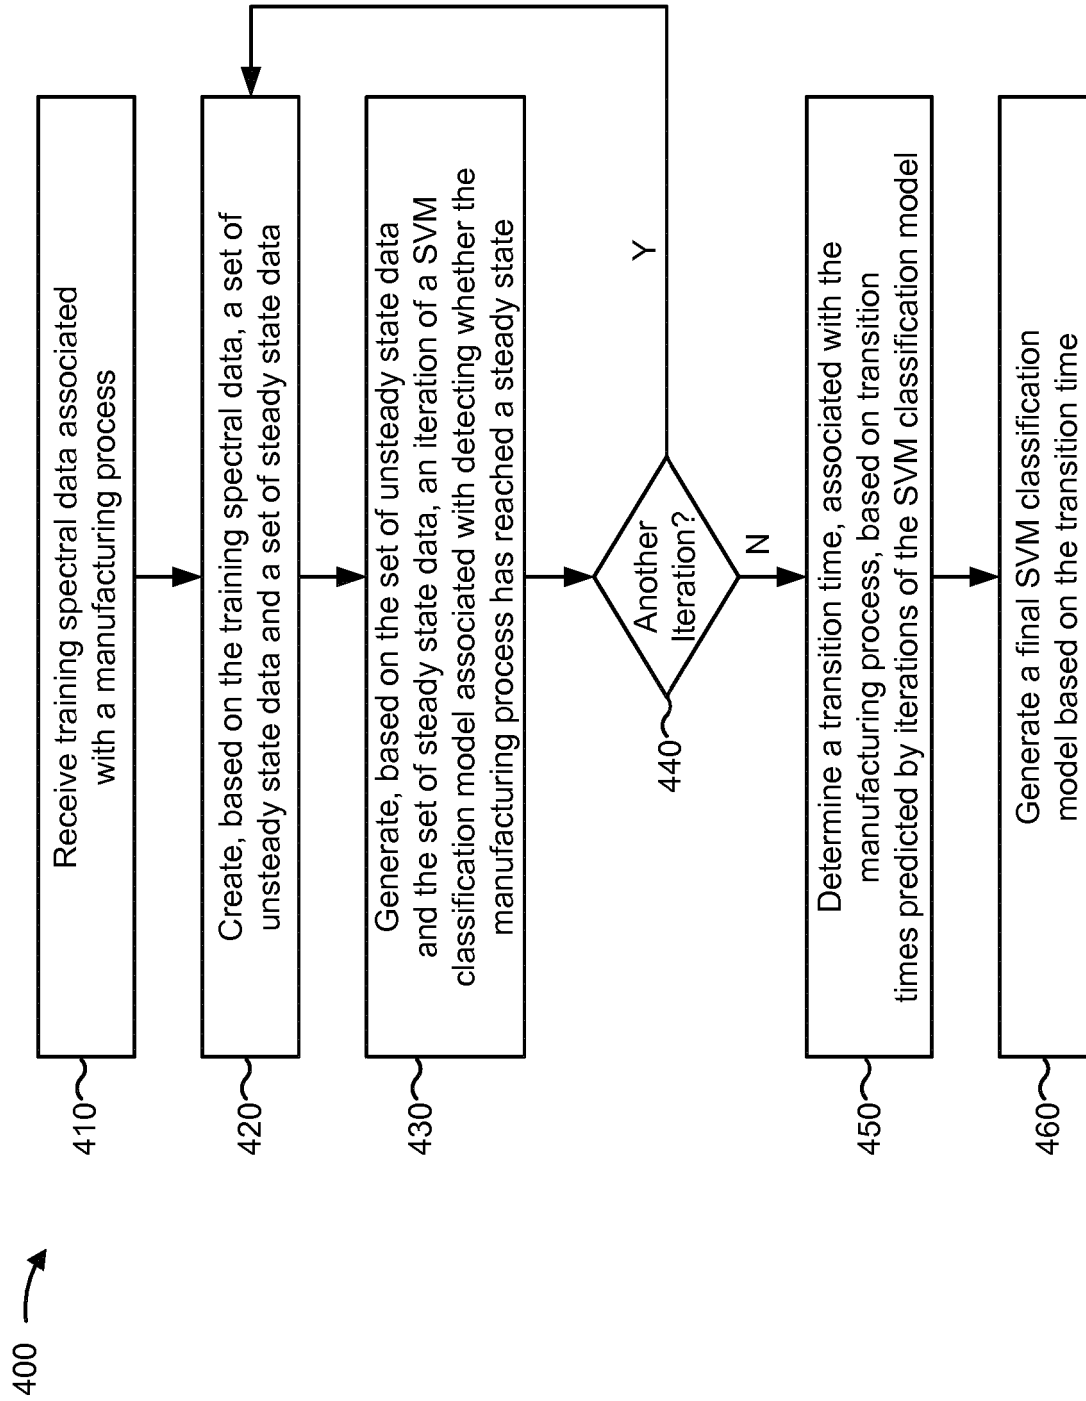 400
410
Receive training spectral data associated
with a manufacturing process
420
Create, based on the training spectral data, a set of
unsteady state data and a set of steady state data
430
Generate, based on the set of unsteady state data
and the set of steady state data, an iteration of a SVM
classification model associated with detecting whether the
manufacturing process has reached a steady state
440
Another
Iteration?
Y
N
450
Determine a transition time, associated with the
manufacturing process, based on transition
times predicted by iterations of the SVM classification model
460
Generate a final SVM classification
model based on the transition time